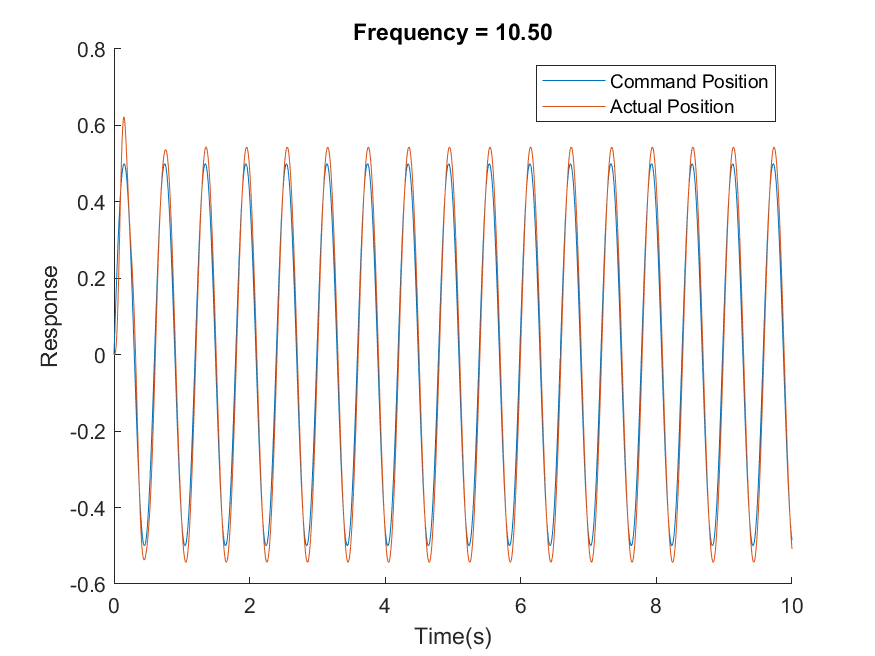 Frequency = 10.50
0.8
0.6
0.4
0.2
0
-0.2
-0.4
-0.6
Response
Command Position
Actual Position
0 2 4 6 8 10
Time(s)